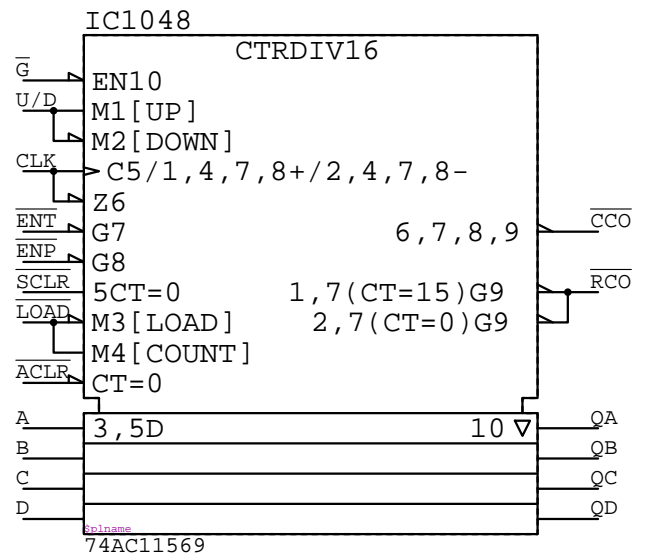 IC1048
CTRDIV16
G EN10
U/D M1[UP]
M2[DOWN]
CLK C5/1,4,7,8+/2,4,7,8-
Z6
ENT G7 6,7,8,9 CCO
ENP G8
SCLR 5CT=0 1,7(CT=15)G9 RCO
LOAD M3[LOAD] 2,7(CT=0)G9
M4[COUNT]
ACLR CT=0
A 3,5D 10 QA
B QB
C QC
D QD
$plname
74AC11569